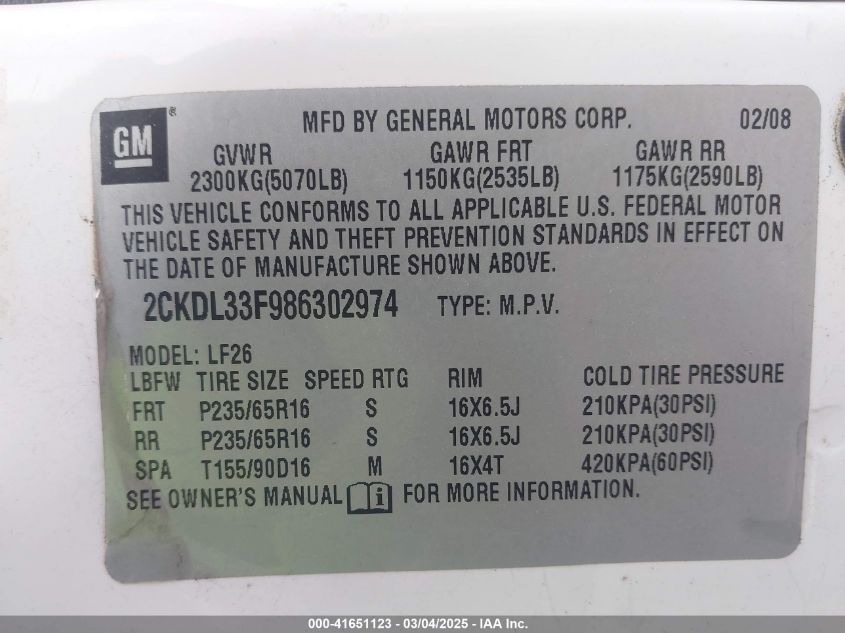 GM ®
MFD BY GENERAL MOTORS CORP. 02/08
GVWR GAWR FRT GAWR RR
2300KG(5070LB) 1150KG(2535LB) 1175KG(2590LB)
THIS VEHICLE CONFORMS TO ALL APPLICABLE U.S. FEDERAL MOTOR
VEHICLE SAFETY AND THEFT PREVENTION STANDARDS IN EFFECT ON
THE DATE OF MANUFACTURE SHOWN ABOVE.
2CKDL33F986302974 TYPE: M.P.V.
MODEL: LF26
LBFW TIRE SIZE SPEED RTG RIM COLD TIRE PRESSURE
FRT P235/65R16 S 16X6.5J 210KPA(30PSI)
RR P235/65R16 S 16X6.5J 210KPA(30PSI)
SPA T155/90D16 M 16X4T 420KPA(60PSI)
SEE OWNER'S MANUAL i FOR MORE INFORMATION.
000-41651123 - 03/04/2025 - IAA Inc.